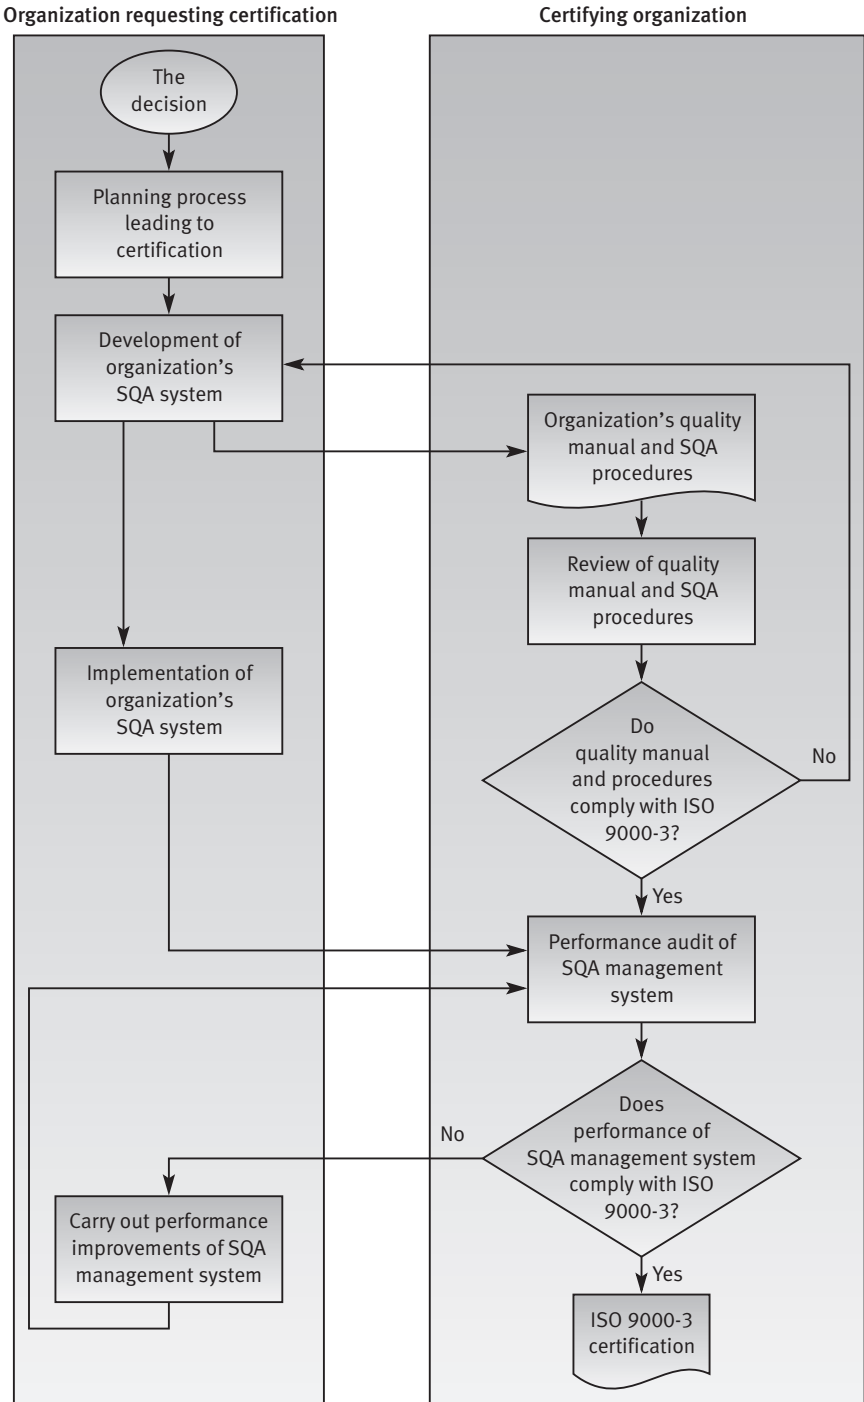 Organization requesting certification
Certifying organization
The
decision
Planning process
leading to
certification
Development of
organization’s
SQA system
Organization’s quality
manual and SQA
procedures
Review of quality
manual and SQA
procedures
Implementation of
organization’s
SQA system
Do
quality manual
and procedures
comply with ISO
9000-3?
No
Yes
Performance audit of
SQA management
system
Does
performance of
SQA management system
comply with ISO
9000-3?
No
Carry out performance
improvements of SQA
management system
Yes
ISO 9000-3
certification